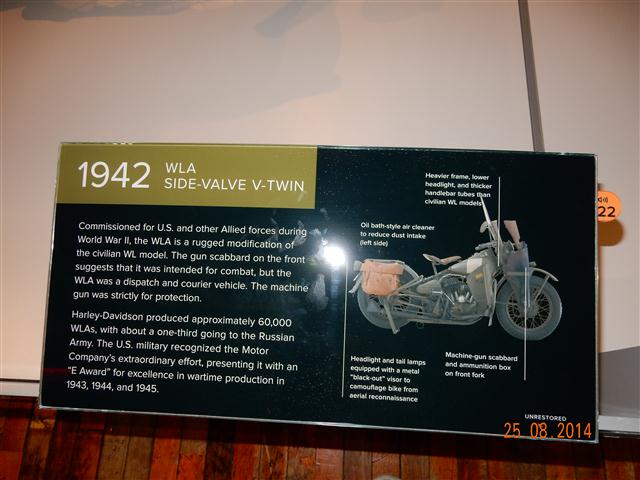 1942 WLA
SIDE-VALVE V-TWIN
Commissioned for U.S. and other Allied forces during
World War II, the WLA is a rugged modification of
the civilian WL model. The gun scabbard on the front
suggests that it was intended for combat, but the
WLA was a dispatch and courier vehicle. The machine
gun was strictly for protection.
Harley-Davidson produced approximately 60,000
WLAs, with about a one-third going to the Russian
Army. The U.S. military recognized the Motor
Company's extraordinary effort, presenting it with an
"E Award" for excellence in wartime production in
1943, 1944, and 1945.
Heavier frame, lower
headlight, and thicker
handlebar tubes than
civilian WL models
Oil bath-style air cleaner
to reduce dust intake
(left side)
Headlight and tail lamps
equipped with a metal
"black-out" visor to
camouflage bike from
aerial reconnaissance
Machine-gun scabbard
and ammunition box
on front fork
UNRESTORED
22
25.08.2014